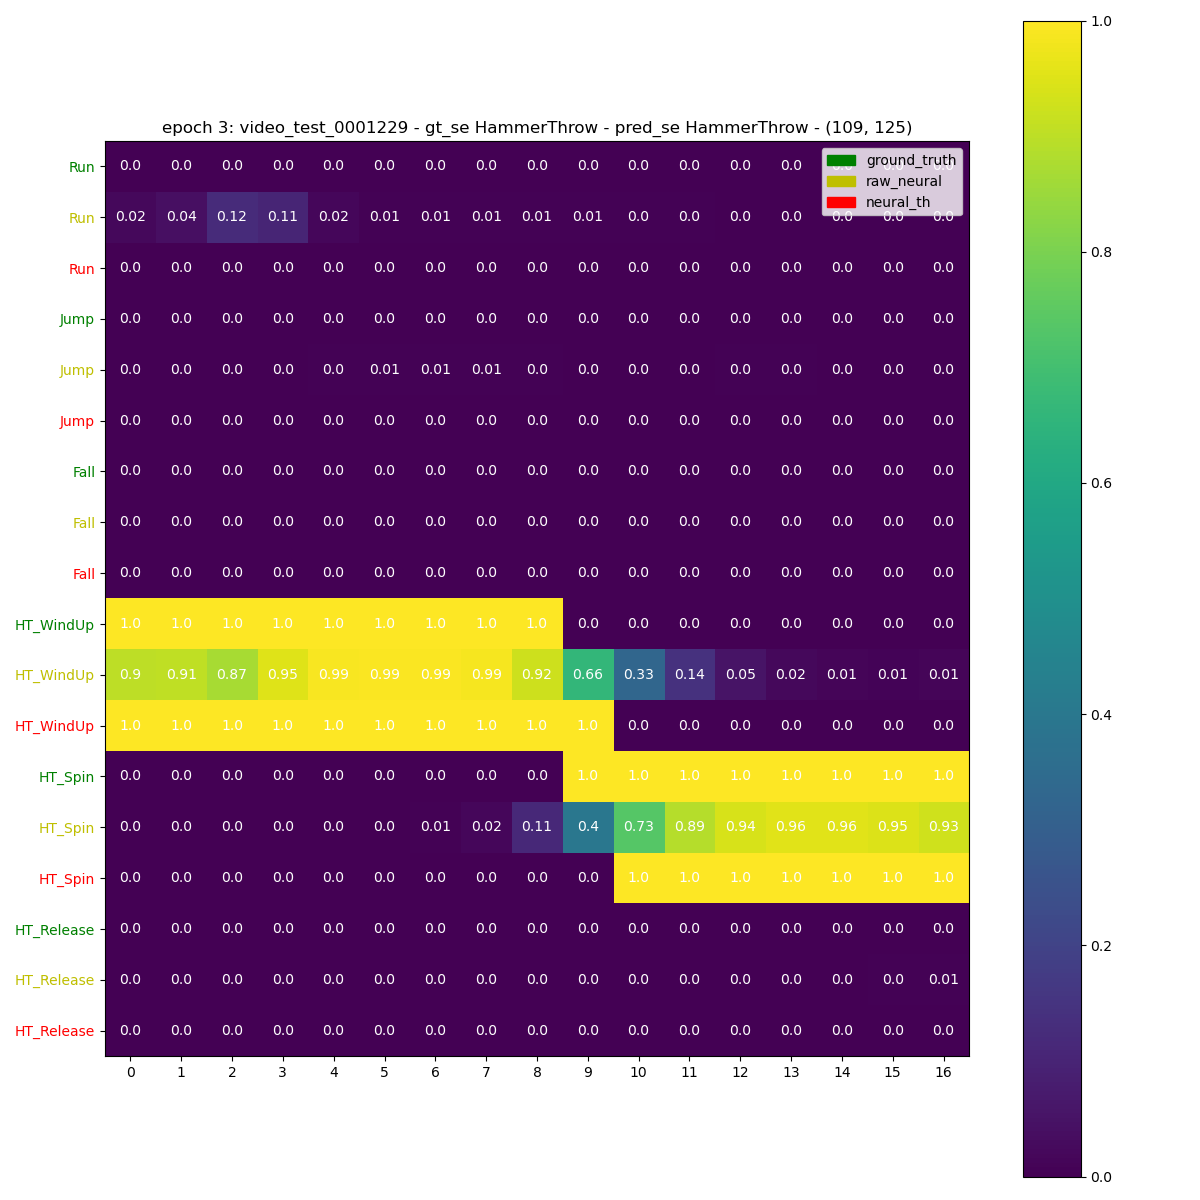 epoch 3: video_test_0001229 - gt_se HammerThrow - pred_se HammerThrow - (109, 125)
ground_truth
raw_neural
neural_th
Run 0.0 0.0 0.0 0.0 0.0 0.0 0.0 0.0 0.0 0.0 0.0 0.0 0.0 0.0 0.0 0.0 0.0
Run 0.02 0.04 0.12 0.11 0.02 0.01 0.01 0.01 0.01 0.01 0.0 0.0 0.0 0.0 0.0 0.0 0.0
Run 0.0 0.0 0.0 0.0 0.0 0.0 0.0 0.0 0.0 0.0 0.0 0.0 0.0 0.0 0.0 0.0 0.0
Jump 0.0 0.0 0.0 0.0 0.0 0.0 0.0 0.0 0.0 0.0 0.0 0.0 0.0 0.0 0.0 0.0 0.0
Jump 0.0 0.0 0.0 0.0 0.0 0.01 0.01 0.01 0.0 0.0 0.0 0.0 0.0 0.0 0.0 0.0 0.0
Jump 0.0 0.0 0.0 0.0 0.0 0.0 0.0 0.0 0.0 0.0 0.0 0.0 0.0 0.0 0.0 0.0 0.0
Fall 0.0 0.0 0.0 0.0 0.0 0.0 0.0 0.0 0.0 0.0 0.0 0.0 0.0 0.0 0.0 0.0 0.0
Fall 0.0 0.0 0.0 0.0 0.0 0.0 0.0 0.0 0.0 0.0 0.0 0.0 0.0 0.0 0.0 0.0 0.0
Fall 0.0 0.0 0.0 0.0 0.0 0.0 0.0 0.0 0.0 0.0 0.0 0.0 0.0 0.0 0.0 0.0 0.0
HT_WindUp 1.0 1.0 1.0 1.0 1.0 1.0 1.0 1.0 1.0 0.0 0.0 0.0 0.0 0.0 0.0 0.0 0.0
HT_WindUp 0.9 0.91 0.87 0.95 0.99 0.99 0.99 0.99 0.92 0.66 0.33 0.14 0.05 0.02 0.01 0.01 0.01
HT_WindUp 1.0 1.0 1.0 1.0 1.0 1.0 1.0 1.0 1.0 1.0 0.0 0.0 0.0 0.0 0.0 0.0 0.0
HT_Spin 0.0 0.0 0.0 0.0 0.0 0.0 0.0 0.0 0.0 1.0 1.0 1.0 1.0 1.0 1.0 1.0 1.0
HT_Spin 0.0 0.0 0.0 0.0 0.0 0.0 0.01 0.02 0.11 0.4 0.73 0.89 0.94 0.96 0.96 0.95 0.93
HT_Spin 0.0 0.0 0.0 0.0 0.0 0.0 0.0 0.0 0.0 0.0 1.0 1.0 1.0 1.0 1.0 1.0 1.0
HT_Release 0.0 0.0 0.0 0.0 0.0 0.0 0.0 0.0 0.0 0.0 0.0 0.0 0.0 0.0 0.0 0.0 0.0
HT_Release 0.0 0.0 0.0 0.0 0.0 0.0 0.0 0.0 0.0 0.0 0.0 0.0 0.0 0.0 0.0 0.0 0.01
HT_Release 0.0 0.0 0.0 0.0 0.0 0.0 0.0 0.0 0.0 0.0 0.0 0.0 0.0 0.0 0.0 0.0 0.0
0 1 2 3 4 5 6 7 8 9 10 11 12 13 14 15 16
1.0
0.8
0.6
0.4
0.2
0.0